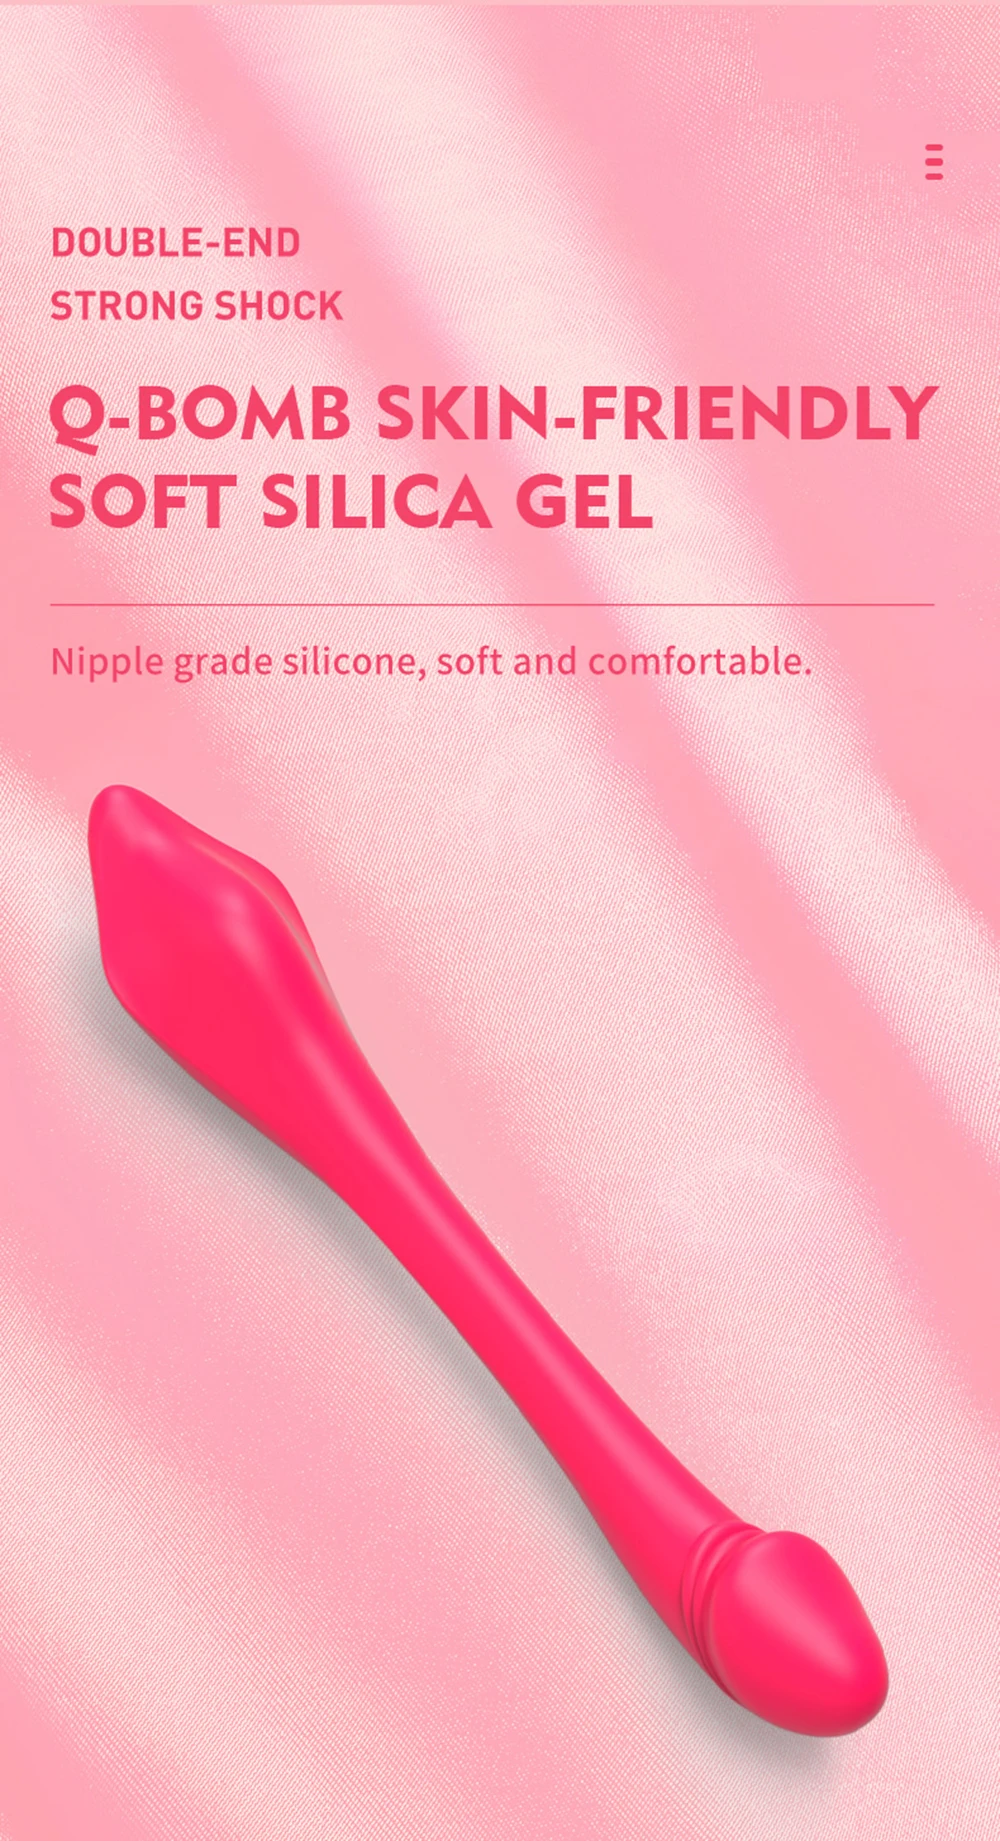 DOUBLE-END
STRONG SHOCK
Q-BOMB SKIN-FRIENDLY
SOFT SILICA GEL
Nipple grade silicone, soft and comfortable.